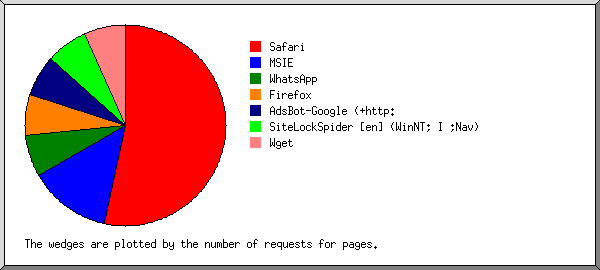 Safari
MSIE
WhatsApp
Firefox
AdsBot-Google (+http:
SiteLockSpider [en] (WinNT; I ;Nav)
Wget
The wedges are plotted by the number of requests for pages.